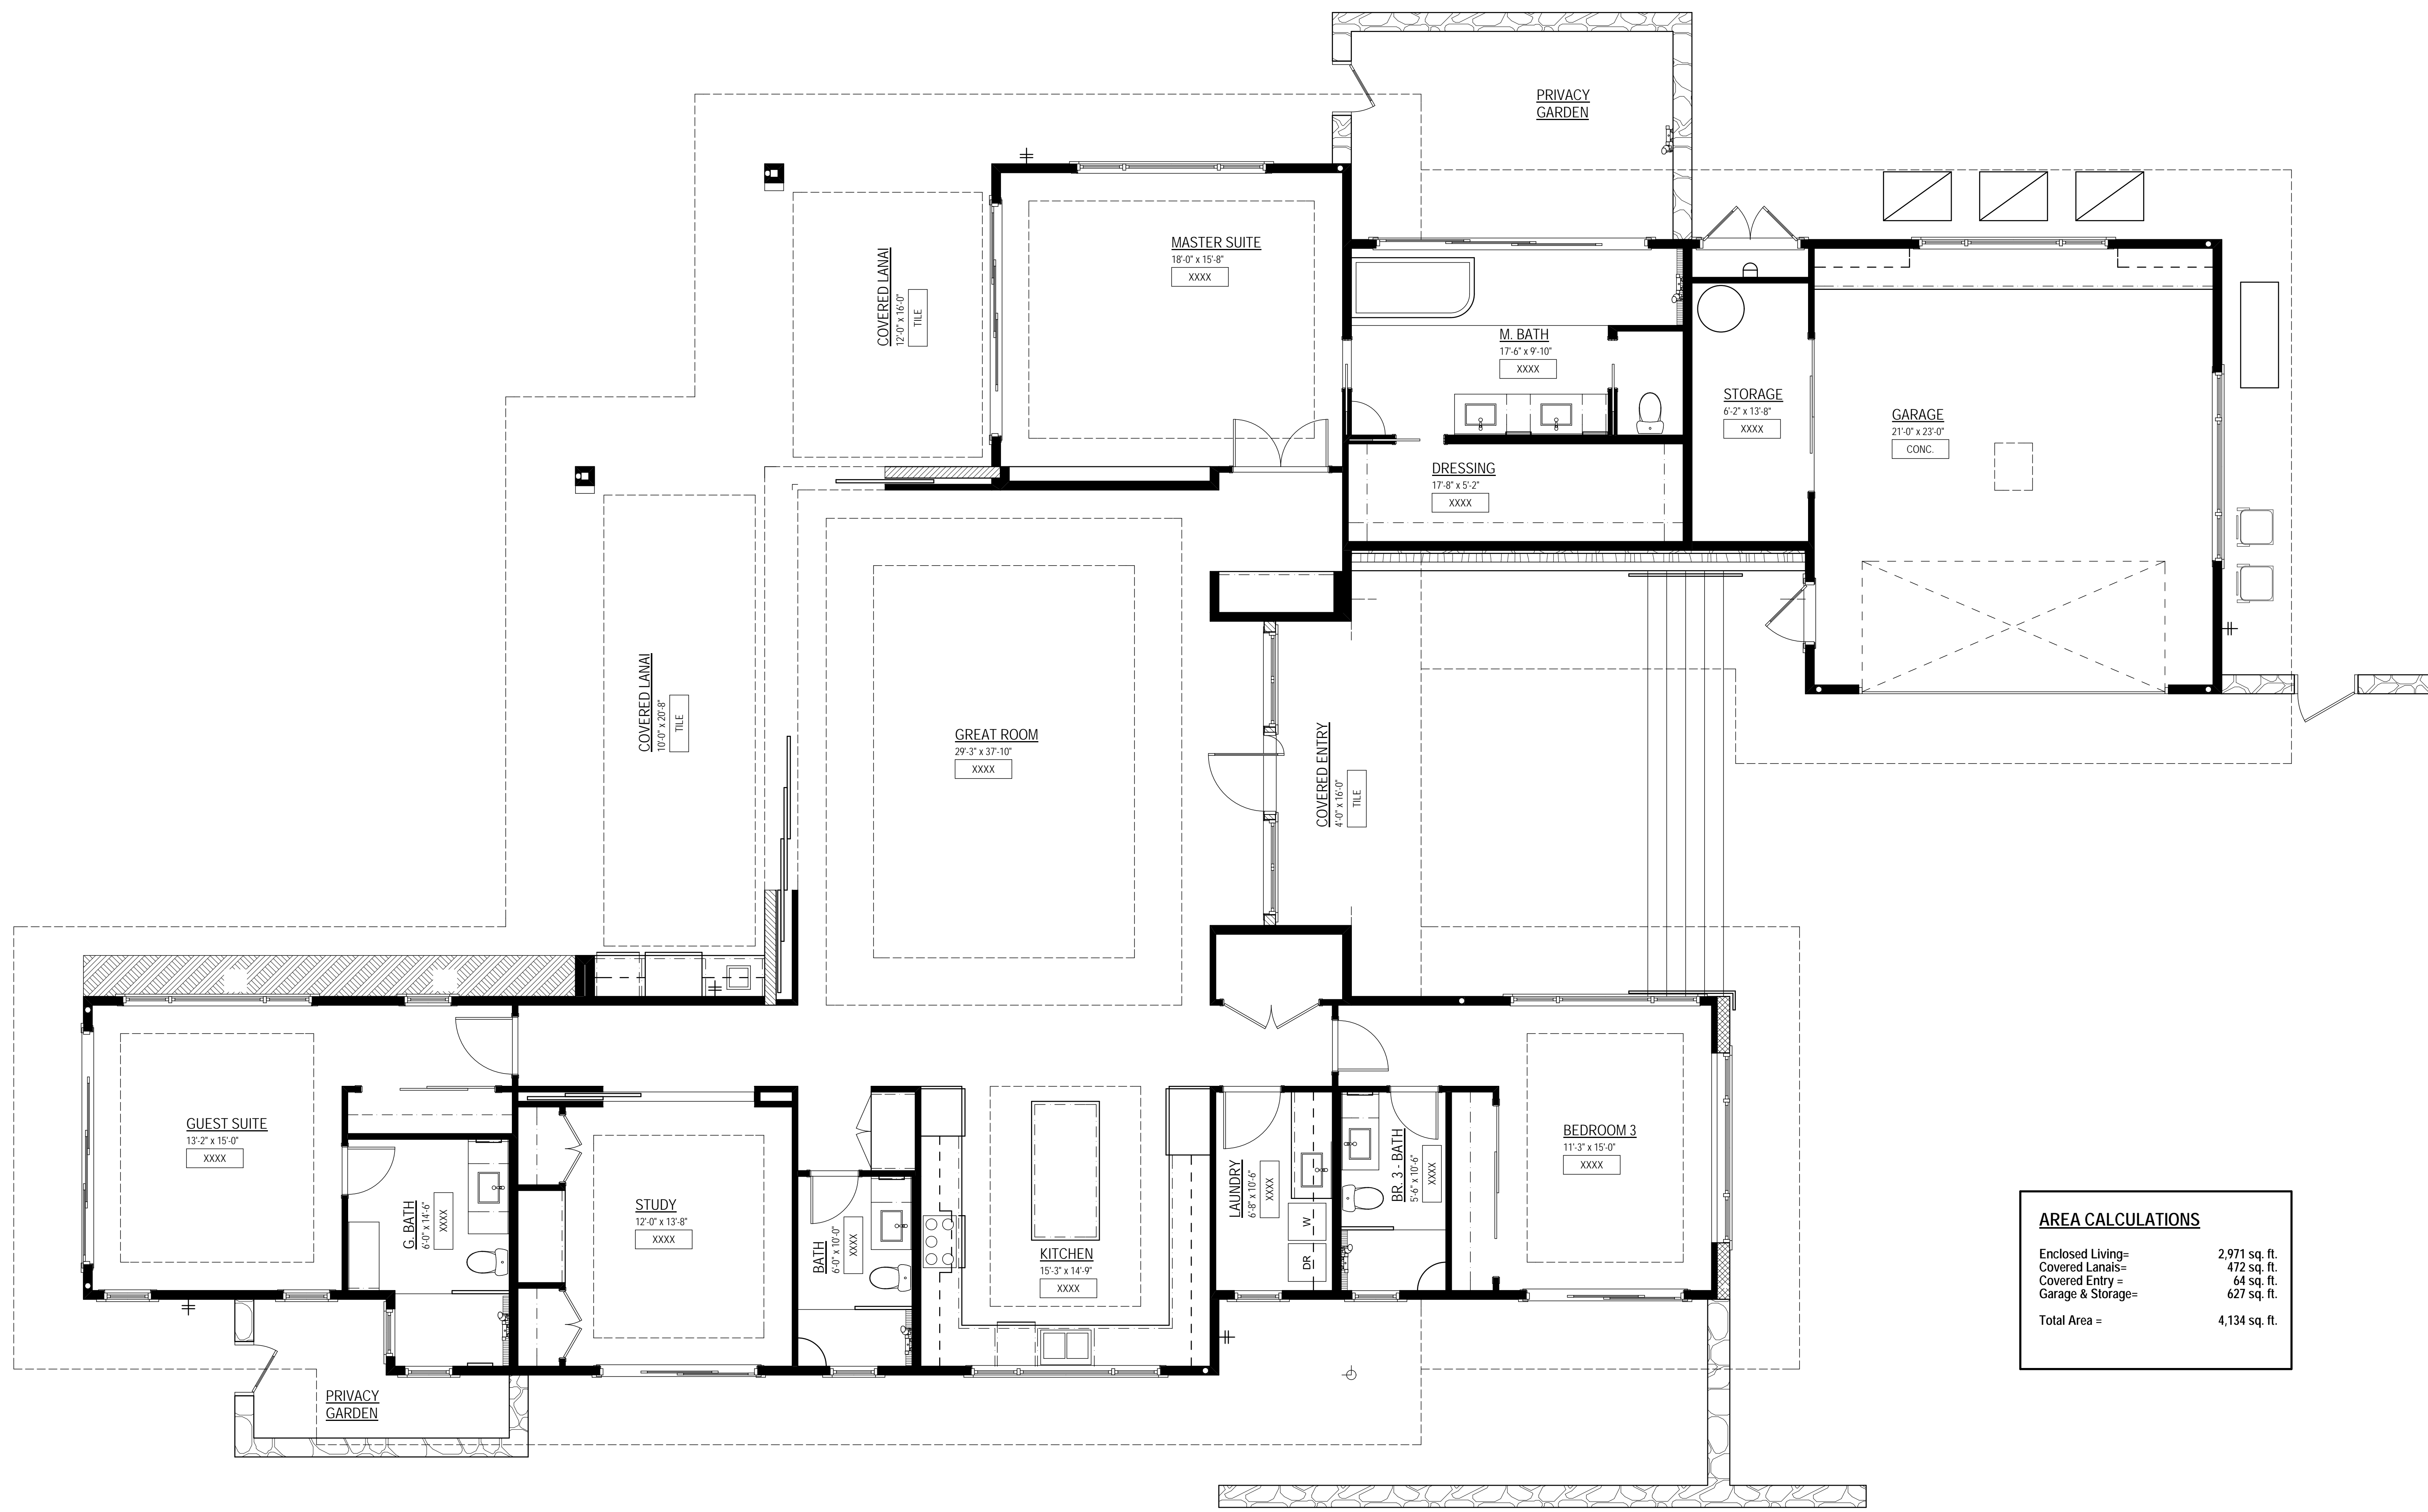 PRIVACY
GARDEN
MASTER SUITE
18'-0" x 15'-8"
XXXX
COVERED LANAI
12'-0" x 16'-0"
TILE
M. BATH
17'-6" x 9'-10"
XXXX
STORAGE
6'-2" x 13'-8"
XXXX
GARAGE
21'-0" x 23'-0"
CONC.
DRESSING
17'-8" x 5'-2"
XXXX
COVERED LANAI
10'-0" x 20'-8"
TILE
GREAT ROOM
29'-3" x 37'-10"
XXXX
COVERED ENTRY
4'-0" x 16'-0"
TILE
GUEST SUITE
13'-2" x 15'-0"
XXXX
G. BATH
6'-0" x 14'-6"
XXXX
STUDY
12'-0" x 13'-8"
XXXX
BATH
6'-0" x 10'-0"
XXXX
KITCHEN
15'-3" x 14'-9"
XXXX
LAUNDRY
6'-8" x 10'-6"
XXXX
W
DR
BR. 3 - BATH
5'-6" x 10'-6"
XXXX
BEDROOM 3
11'-3" x 15'-0"
XXXX
PRIVACY
GARDEN
AREA CALCULATIONS
Enclosed Living= 2,971 sq. ft.
Covered Lanais= 472 sq. ft.
Covered Entry = 64 sq. ft.
Garage & Storage= 627 sq. ft.
Total Area = 4,134 sq. ft.